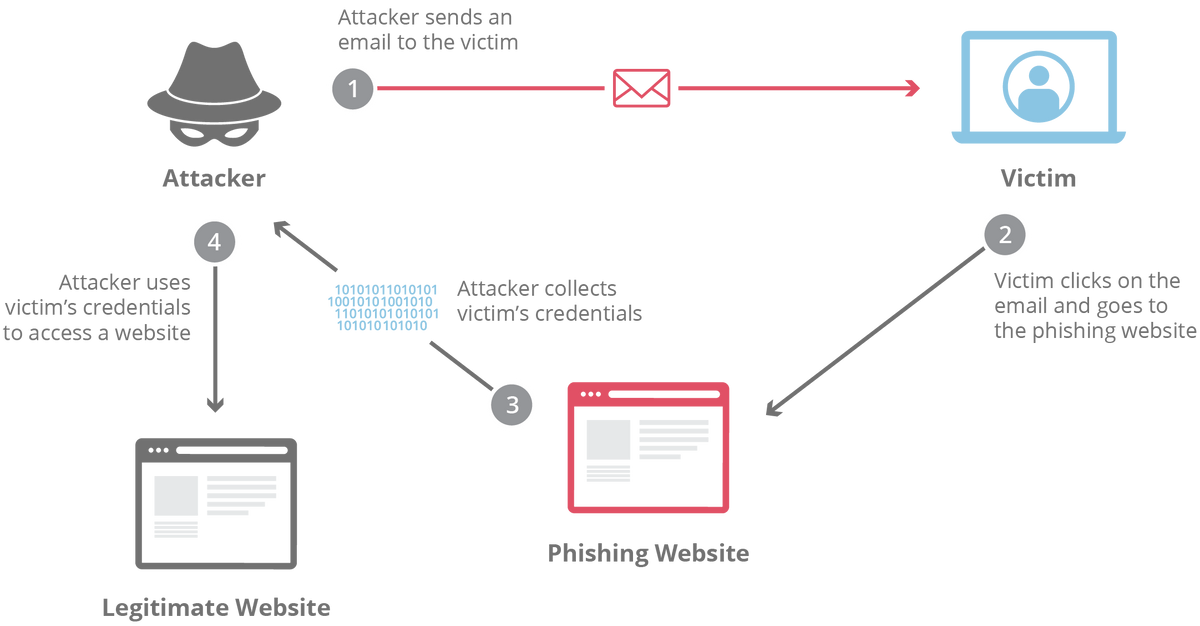 Attacker sends an
email to the victim
1
Attacker
Victim
4
2
Attacker uses
victim’s credentials
to access a website
10101011010101
10010101001010
11010101010101
101010101010
Attacker collects
victim’s credentials
Victim clicks on the
email and goes to
the phishing website
3
Phishing Website
Legitimate Website